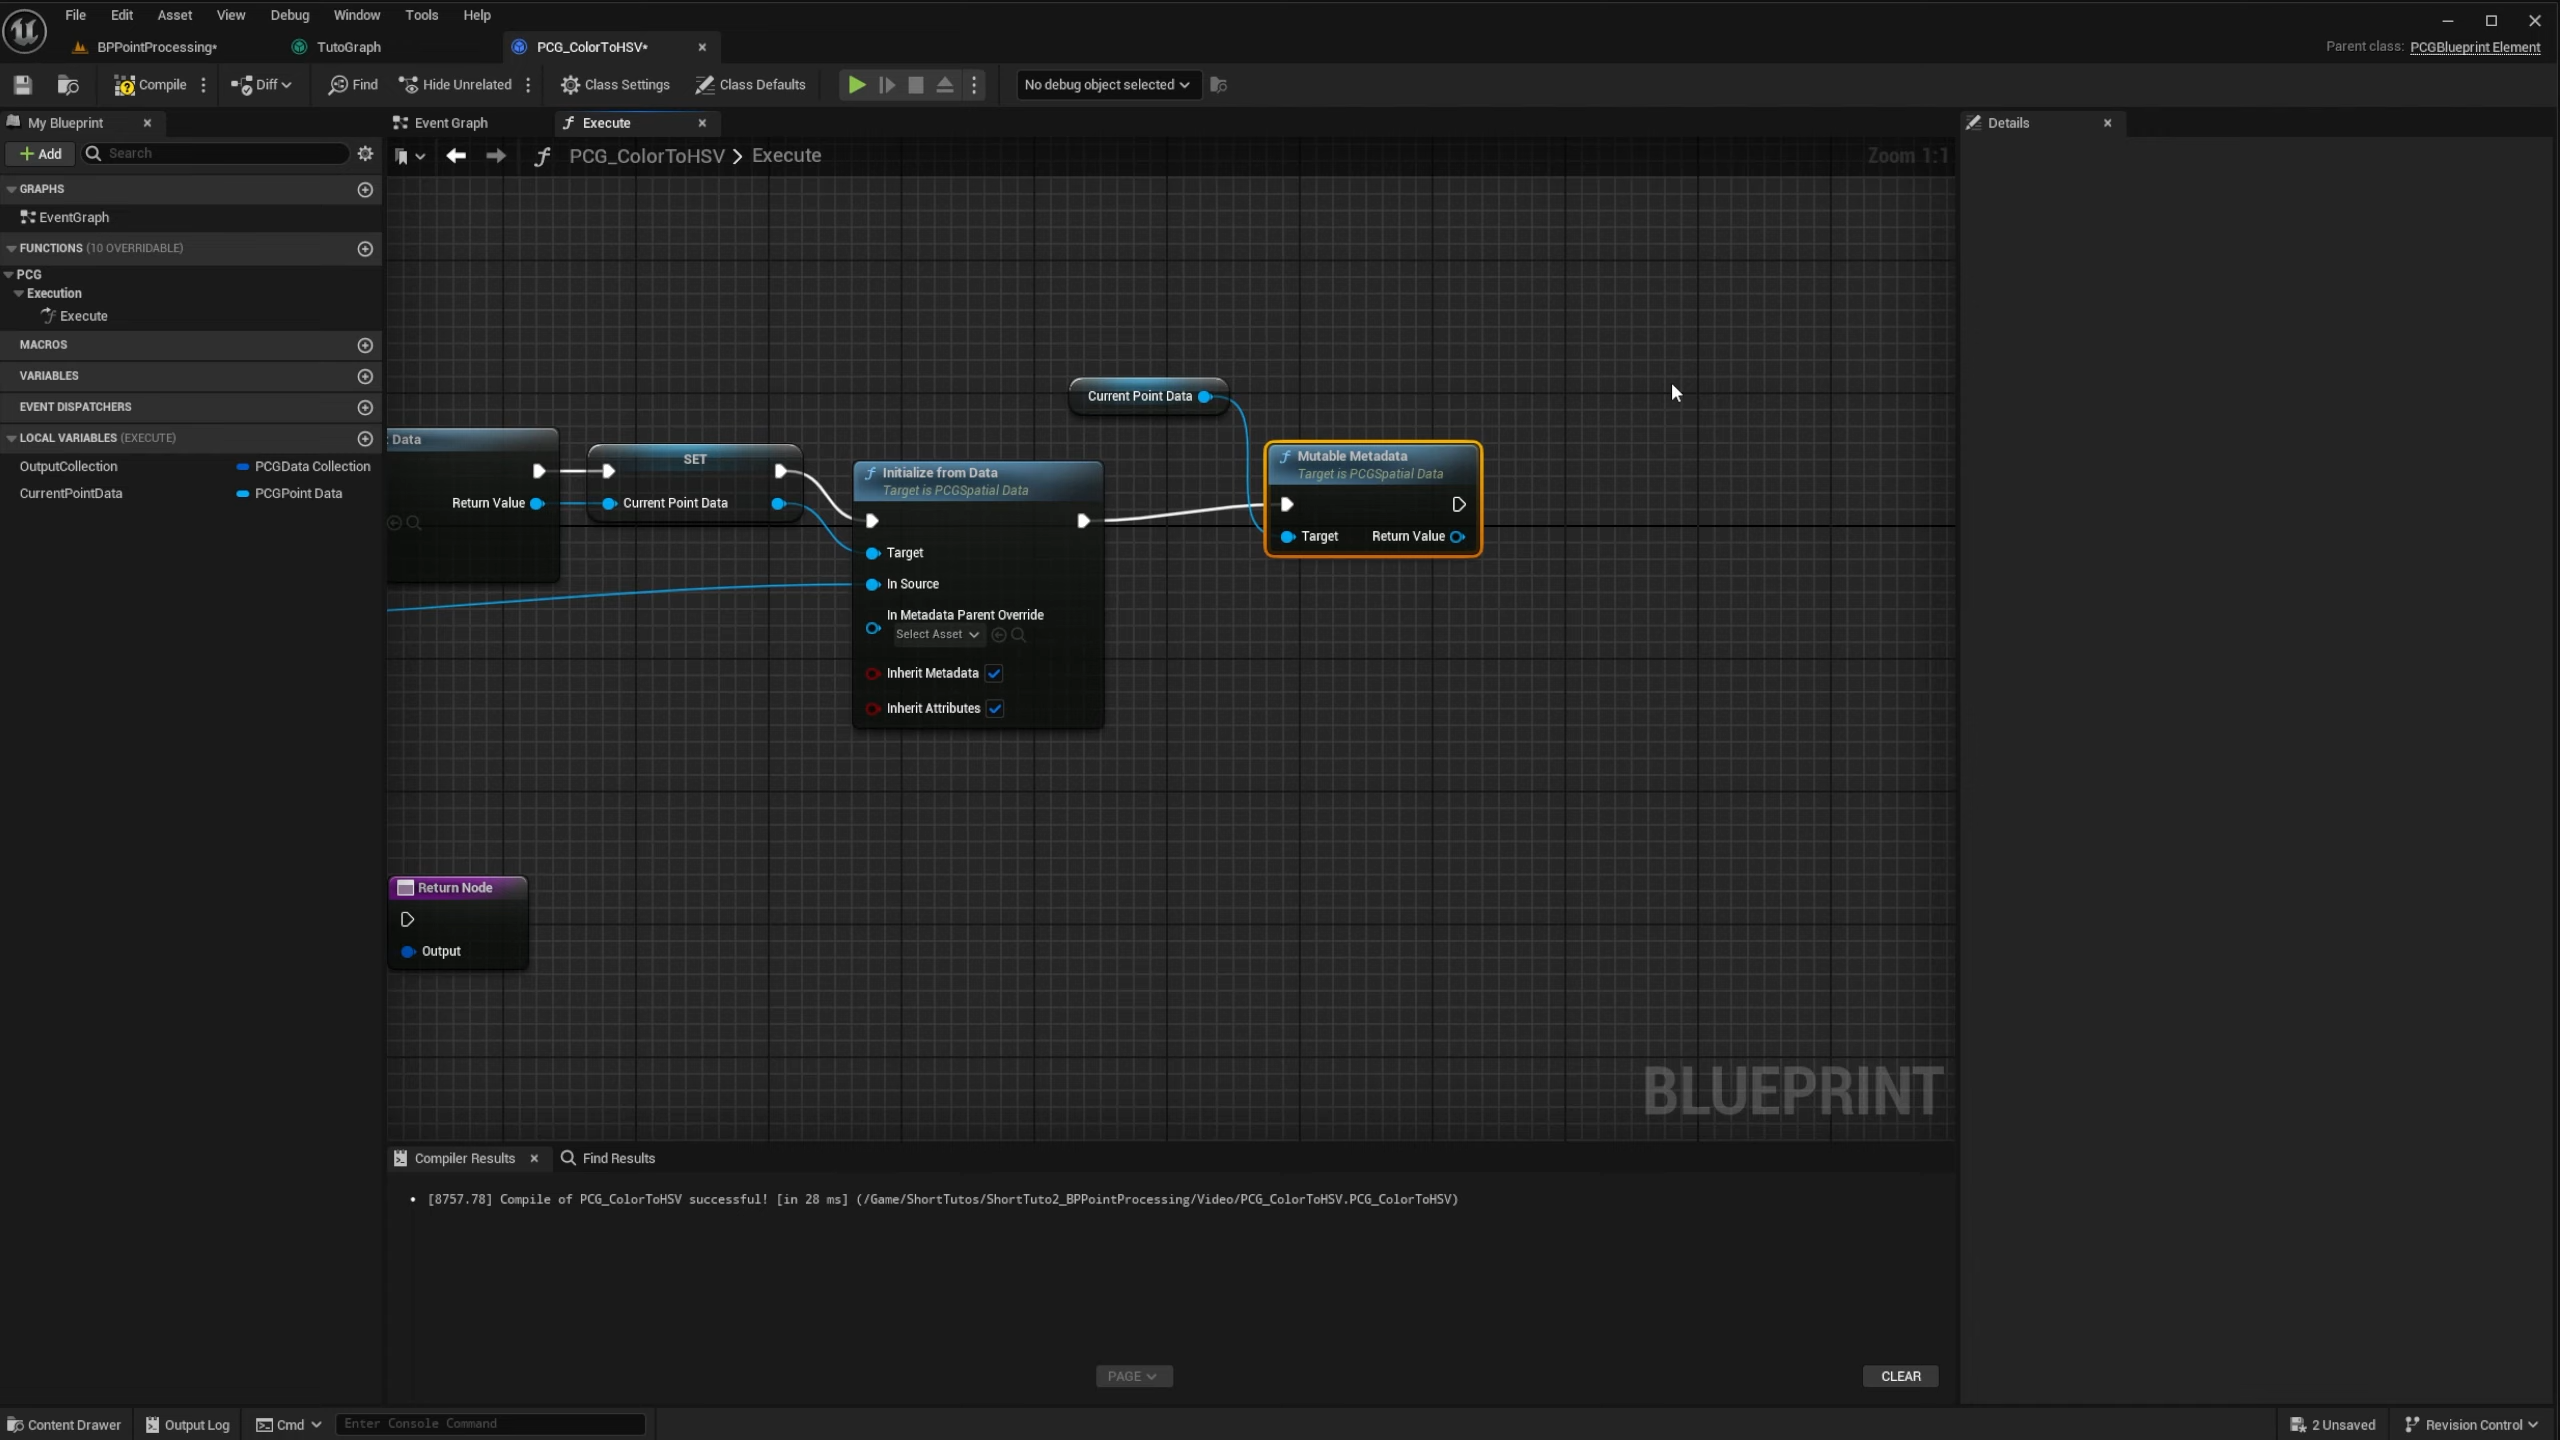 File Edit Asset View Debug Window Tools Help
BPPointProcessing* TutoGraph PCG_ColorToHSV* Parent class: PCGBlueprint Element
Compile Diff Find Hide Unrelated Class Settings Class Defaults No debug object selected
My Blueprint Event Graph Execute Details
Add Search PCG_ColorToHSV > Execute Zoom 1:1
GRAPHS
EventGraph
FUNCTIONS (10 OVERRIDABLE)
PCG
Execution
Execute
MACROS
VARIABLES
EVENT DISPATCHERS
LOCAL VARIABLES (EXECUTE)
OutputCollection PCGData Collection
CurrentPointData PCGPoint Data
Data
Return Value
SET
Current Point Data
Initialize from Data
Target is PCGSpatial Data
Target
In Source
In Metadata Parent Override
Select Asset
Inherit Metadata
Inherit Attributes
Current Point Data
Mutable Metadata
Target is PCGSpatial Data
Target Return Value
Return Node
Output
BLUEPRINT
Compiler Results Find Results
• [8757.78] Compile of PCG_ColorToHSV successful! [in 28 ms] (/Game/ShortTutos/ShortTuto2_BPPointProcessing/Video/PCG_ColorToHSV.PCG_ColorToHSV)
PAGE CLEAR
Content Drawer Output Log Cmd Enter Console Command 2 Unsaved Revision Control